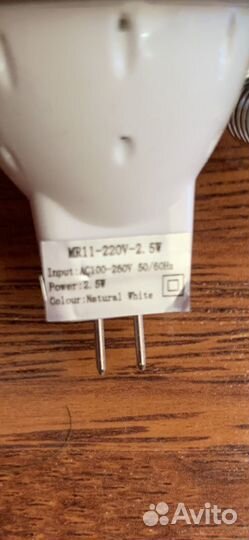 MR11-220V-2.5W
Input:AC100-260V 50/60Hz
Power:2.5W
Colour:Natural White
Avito